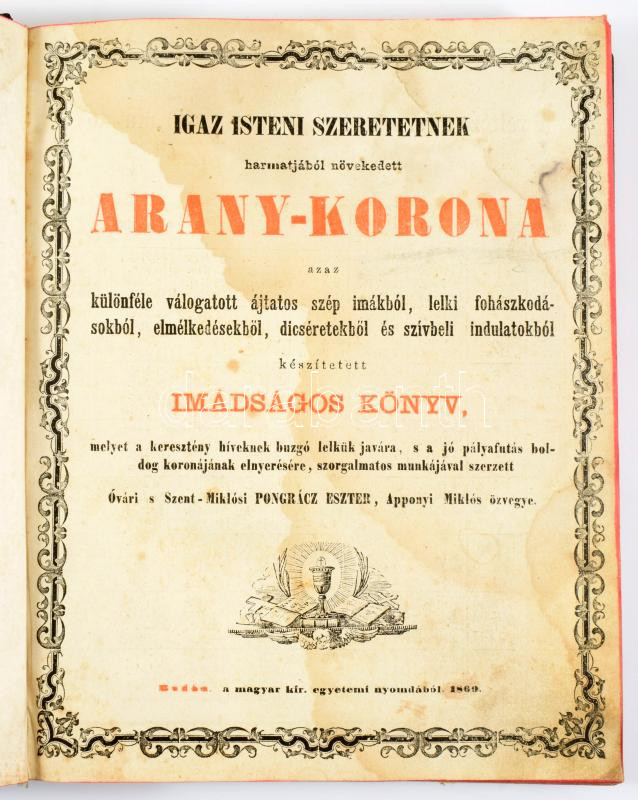 IGAZ ISTENI SZERETETNEK
harmatjából növekedett
ARANY-KORONA
azaz
különféle válogatott ájtatos szép imákból, lelki fohászkodá-
sokból, elmélkedésekből, dicséretekből és szívbeli indulatokból
készítetett
IMÁDSÁGOS KÖNYV,
melyet a keresztény híveknek buzgó lelkük javára, s a jó pályafutás bol-
dog koronájának elnyerésére, szorgalmatos munkájával szerzett
Óvári s Szent-Miklósi PONGRÁCZ ESZTER, Apponyi Miklós özvegye.
Budán, a magyar kir. egyetemi nyomdából. 1869.
darabanth